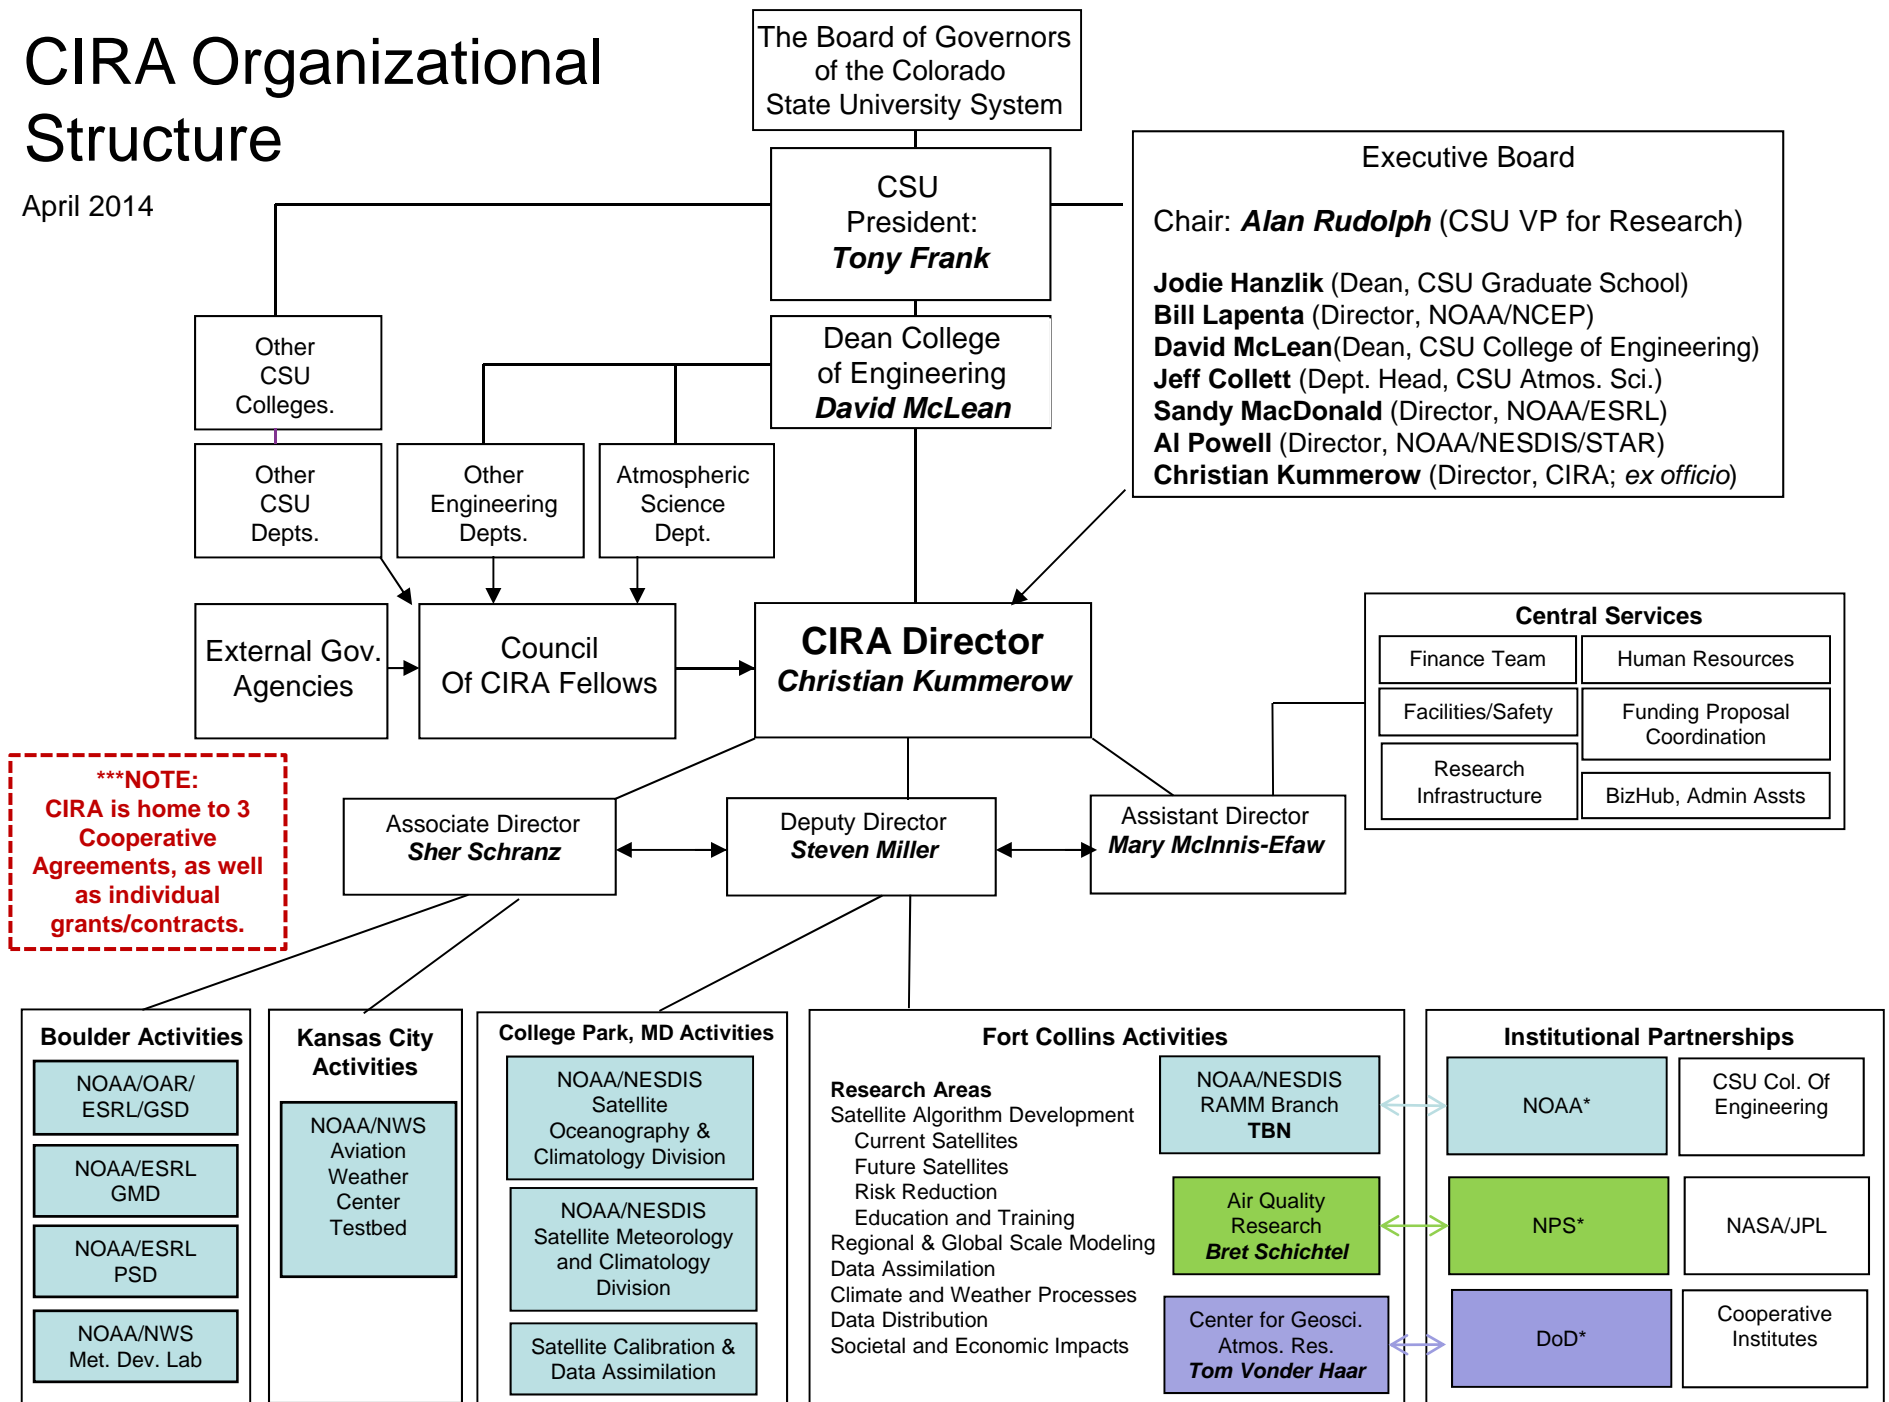 CIRA Organizational
Structure
April 2014
The Board of Governors
of the Colorado
State University System
CSU
President:
Tony Frank
Executive Board
Chair: Alan Rudolph (CSU VP for Research)
Jodie Hanzlik (Dean, CSU Graduate School)
Bill Lapenta (Director, NOAA/NCEP)
David McLean(Dean, CSU College of Engineering)
Jeff Collett (Dept. Head, CSU Atmos. Sci.)
Sandy MacDonald (Director, NOAA/ESRL)
Al Powell (Director, NOAA/NESDIS/STAR)
Christian Kummerow (Director, CIRA; ex officio)
Other
CSU
Colleges.
Dean College
of Engineering
David McLean
Other
CSU
Depts.
Other
Engineering
Depts.
Atmospheric
Science
Dept.
External Gov.
Agencies
Council
Of CIRA Fellows
CIRA Director
Christian Kummerow
Central Services
Finance Team
Human Resources
Facilities/Safety
Funding Proposal
Coordination
Research
Infrastructure
BizHub, Admin Assts
***NOTE:
CIRA is home to 3
Cooperative
Agreements, as well
as individual
grants/contracts.
Associate Director
Sher Schranz
Deputy Director
Steven Miller
Assistant Director
Mary McInnis-Efaw
Boulder Activities
NOAA/OAR/
ESRL/GSD
NOAA/ESRL
GMD
NOAA/ESRL
PSD
NOAA/NWS
Met. Dev. Lab
Kansas City
Activities
NOAA/NWS
Aviation
Weather
Center
Testbed
College Park, MD Activities
NOAA/NESDIS
Satellite
Oceanography &
Climatology Division
NOAA/NESDIS
Satellite Meteorology
and Climatology
Division
Satellite Calibration &
Data Assimilation
Fort Collins Activities
Research Areas
Satellite Algorithm Development
Current Satellites
Future Satellites
Risk Reduction
Education and Training
Regional & Global Scale Modeling
Data Assimilation
Climate and Weather Processes
Data Distribution
Societal and Economic Impacts
NOAA/NESDIS
RAMM Branch
TBN
Air Quality
Research
Bret Schichtel
Center for Geosci.
Atmos. Res.
Tom Vonder Haar
Institutional Partnerships
NOAA*
CSU Col. Of
Engineering
NPS*
NASA/JPL
DoD*
Cooperative
Institutes